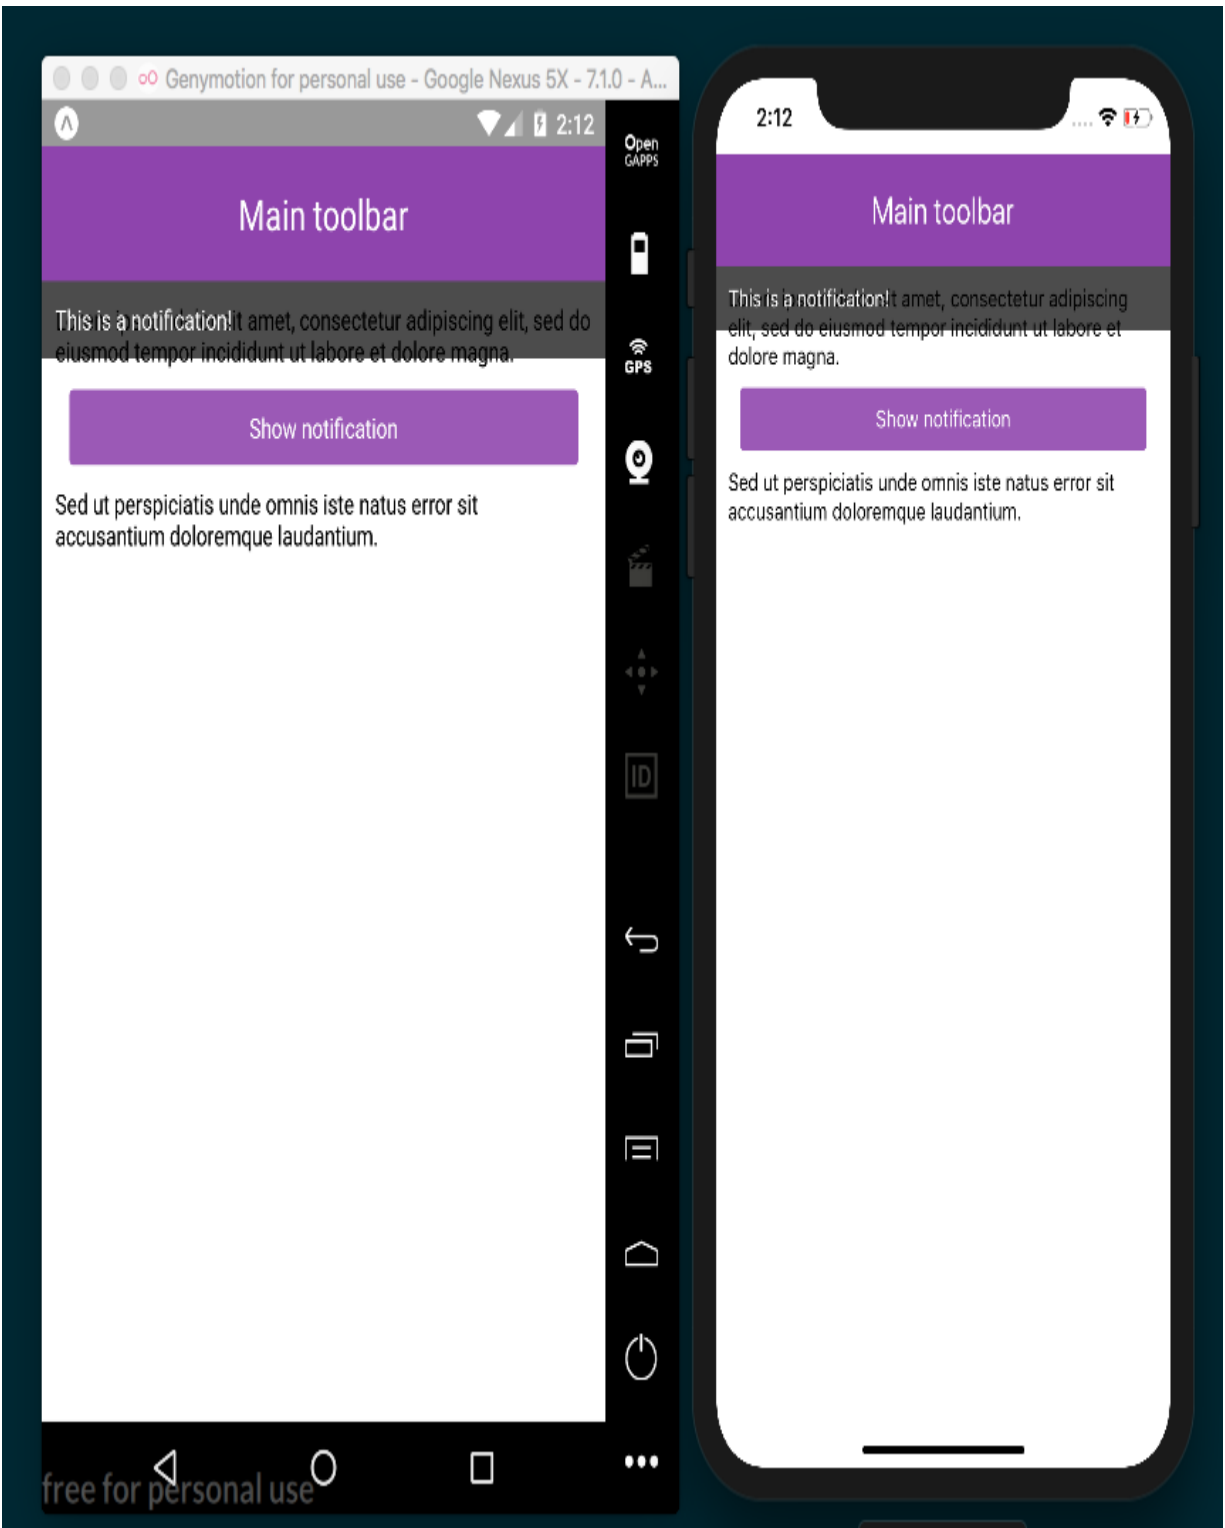 Genymotion for personal use - Google Nexus 5X - 7.1.0 - A...
2:12
Main toolbar
This is a notification!
it amet, consectetur adipiscing elit, sed do
eiusmod tempor incididunt ut labore et dolore magna.
Show notification
Sed ut perspiciatis unde omnis iste natus error sit
accusantium doloremque laudantium.
free for personal use
Open
GAPPS
GPS
ID
2:12
Main toolbar
This is a notification!
t amet, consectetur adipiscing
elit, sed do eiusmod tempor incididunt ut labore et
dolore magna.
Show notification
Sed ut perspiciatis unde omnis iste natus error sit
accusantium doloremque laudantium.